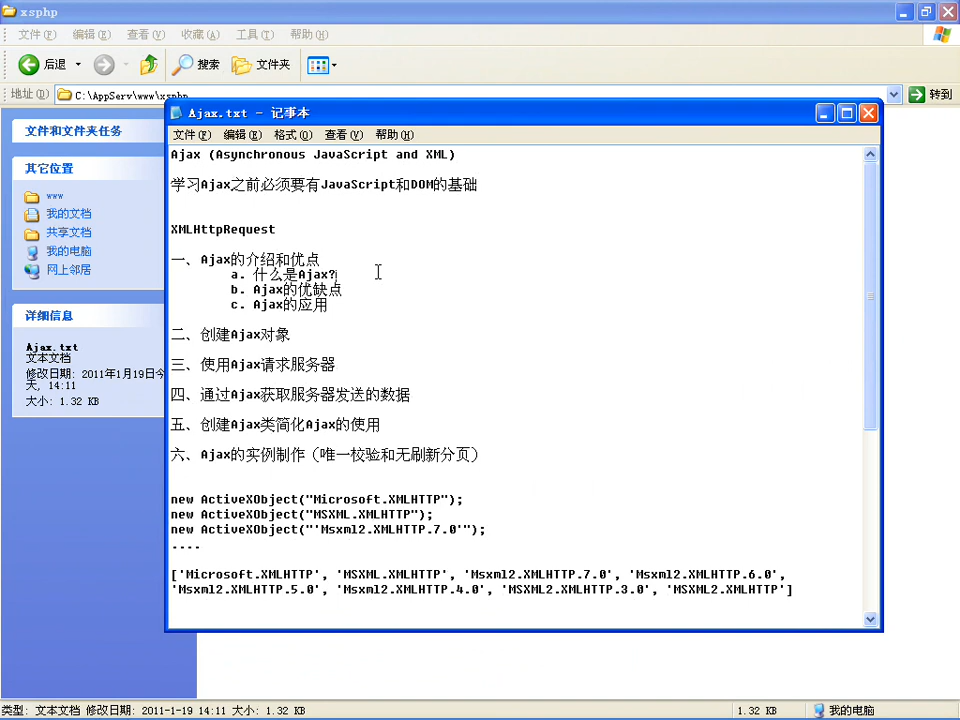 xsphp
文件(F) 编辑(E) 查看(V) 收藏(A) 工具(T) 帮助(H)
后退 搜索 文件夹
地址(D) C:\AppServ\www\xsphp 转到
文件和文件夹任务
其它位置
www
我的文档
共享文档
我的电脑
网上邻居
详细信息
Ajax.txt
文本文档
修改日期: 2011年1月19日今
天, 14:11
大小: 1.32 KB
Ajax.txt - 记事本
文件(F) 编辑(E) 格式(O) 查看(V) 帮助(H)
Ajax (Asynchronous JavaScript and XML)
学习Ajax之前必须要有JavaScript和DOM的基础
XMLHttpRequest
一、Ajax的介绍和优点
a. 什么是Ajax?
b. Ajax的优缺点
c. Ajax的应用
二、创建Ajax对象
三、使用Ajax请求服务器
四、通过Ajax获取服务器发送的数据
五、创建Ajax类简化Ajax的使用
六、Ajax的实例制作（唯一校验和无刷新分页）
new ActiveXObject("Microsoft.XMLHTTP");
new ActiveXObject("MSXML.XMLHTTP");
new ActiveXObject("'Msxml2.XMLHTTP.7.0'");
....
['Microsoft.XMLHTTP', 'MSXML.XMLHTTP', 'Msxml2.XMLHTTP.7.0', 'Msxml2.XMLHTTP.6.0',
'Msxml2.XMLHTTP.5.0', 'Msxml2.XMLHTTP.4.0', 'MSXML2.XMLHTTP.3.0', 'MSXML2.XMLHTTP']
类型: 文本文档 修改日期: 2011-1-19 14:11 大小: 1.32 KB 1.32 KB 我的电脑